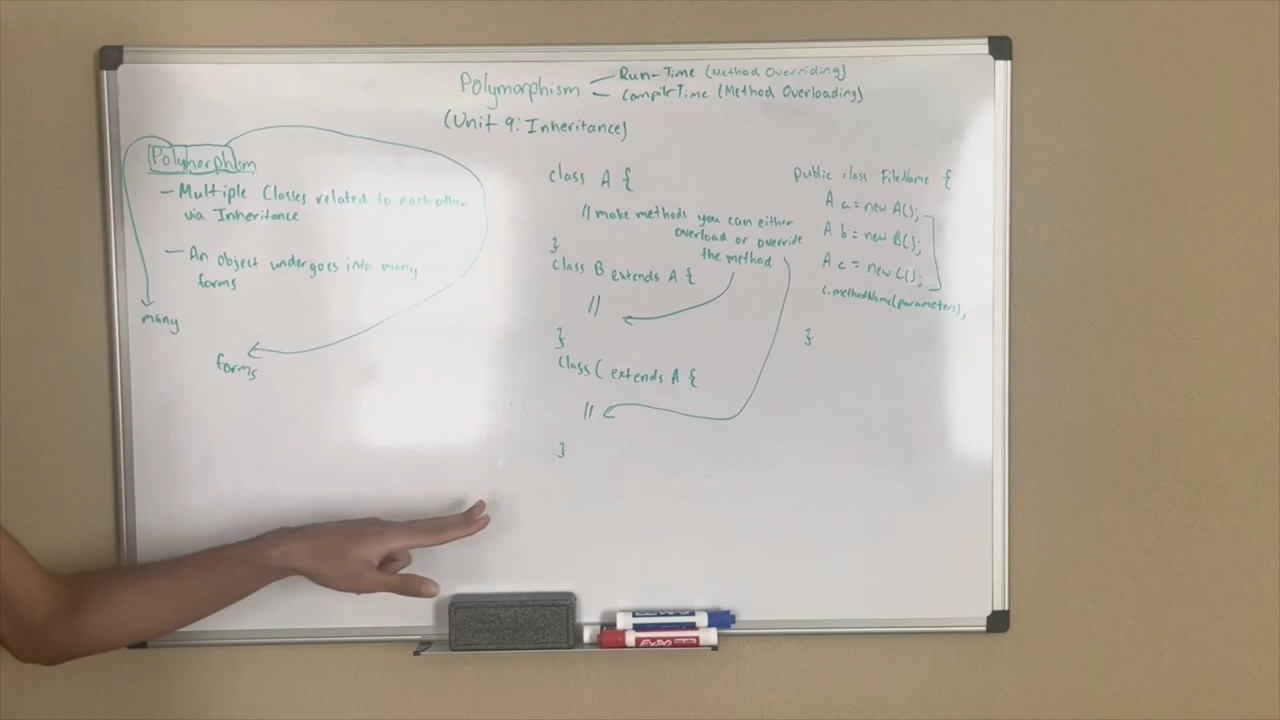 Polymorphism
Run-Time (Method Overriding)
Compile Time (Method Overloading)
(Unit 9: Inheritance)
Polymorphism
- Multiple Classes related to each other
via Inheritance
- An object undergoes into many
forms
many
forms
class A {
// make methods you can either
overload or override
the method
}
class B extends A {
//
}
class C extends A {
//
}
public class FileName {
A a = new A();
A b = new B();
A c = new C();
c.methodName(parameters);
}
EXPO